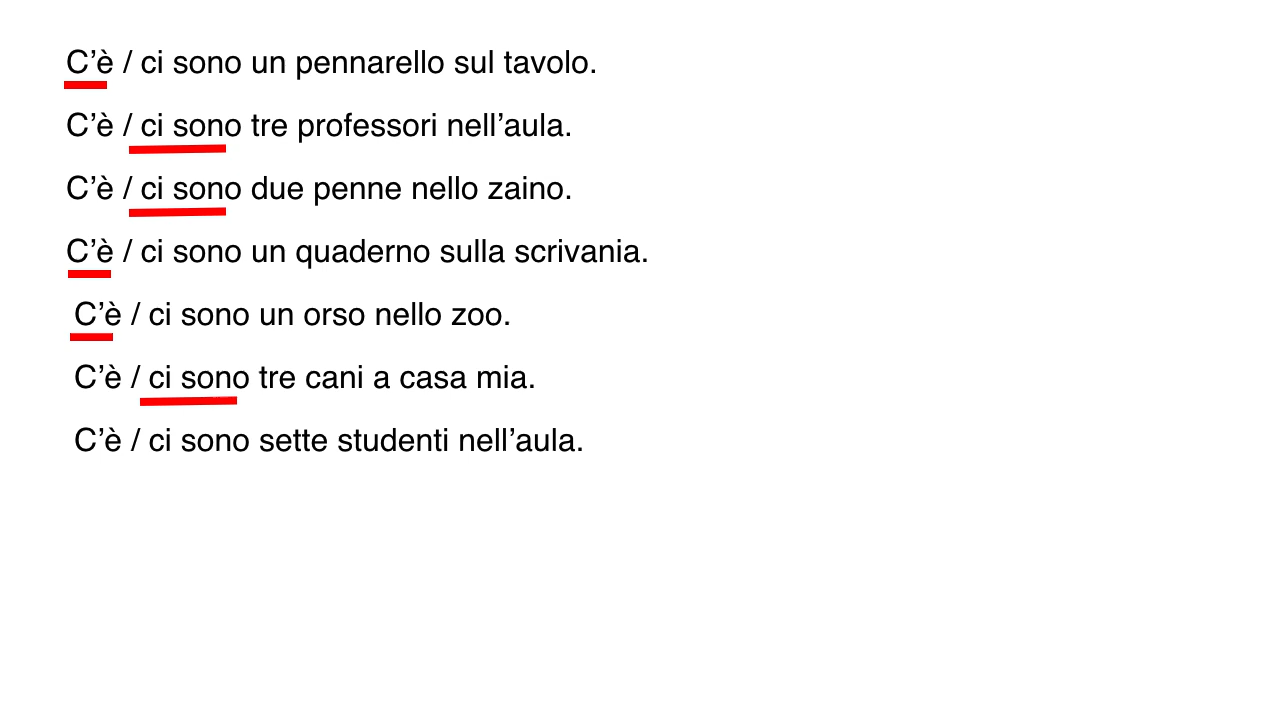 C’è / ci sono un pennarello sul tavolo.
C’è / ci sono tre professori nell’aula.
C’è / ci sono due penne nello zaino.
C’è / ci sono un quaderno sulla scrivania.
C’è / ci sono un orso nello zoo.
C’è / ci sono tre cani a casa mia.
C’è / ci sono sette studenti nell’aula.